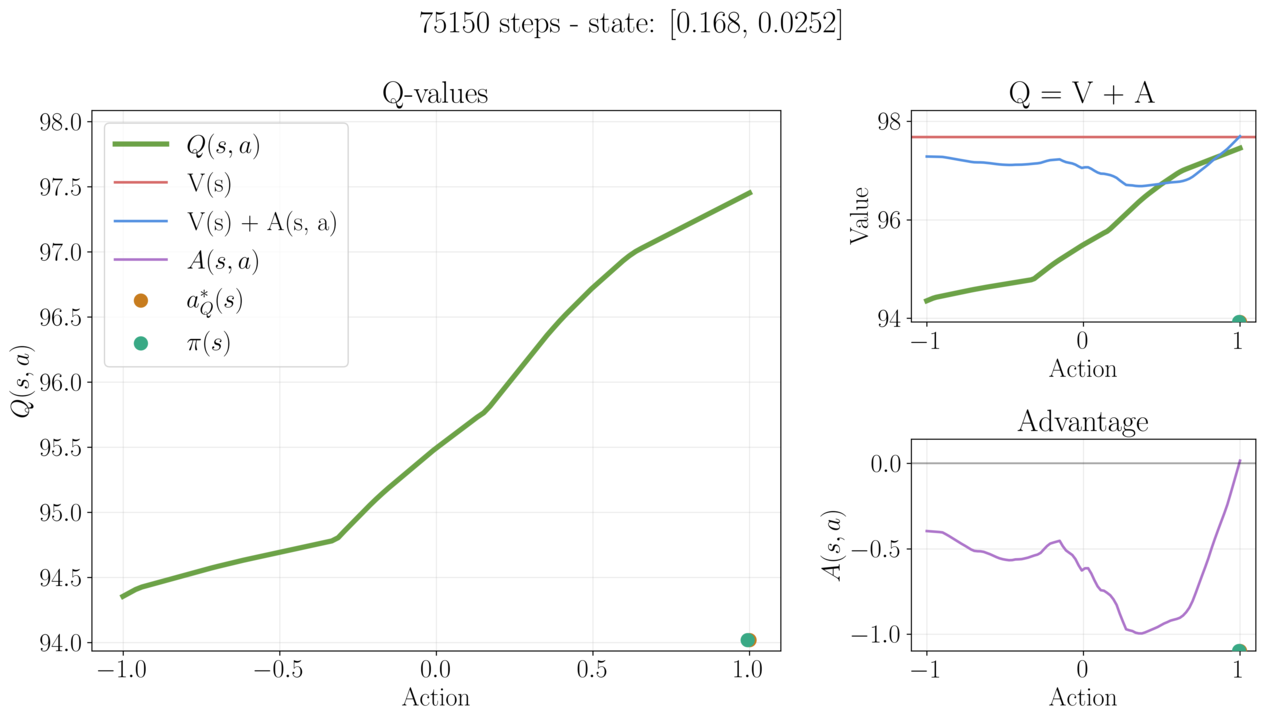 75150 steps - state: [0.168, 0.0252]
Q-values
Q(s, a)
98.0
97.5
97.0
96.5
96.0
95.5
95.0
94.5
94.0
Q(s, a)
V(s)
V(s) + A(s, a)
A(s, a)
a*_Q(s)
π(s)
−1.0 −0.5 0.0 0.5 1.0
Action
Q = V + A
Value
98
96
94
−1 0 1
Action
Advantage
A(s, a)
0.0
−0.5
−1.0
−1 0 1
Action